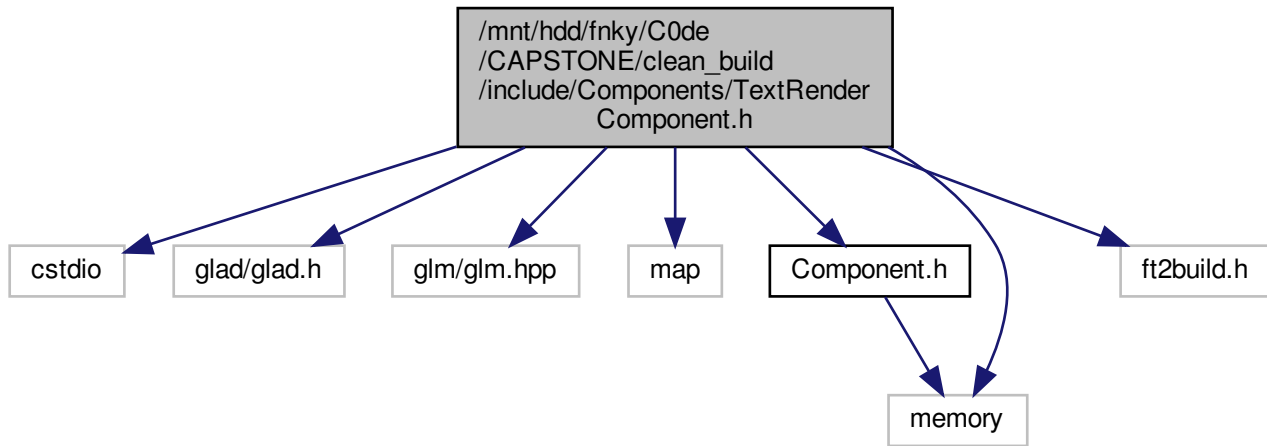 /mnt/hdd/fnky/C0de
/CAPSTONE/clean_build
/include/Components/TextRender
Component.h
cstdio
glad/glad.h
glm/glm.hpp
map
Component.h
ft2build.h
memory